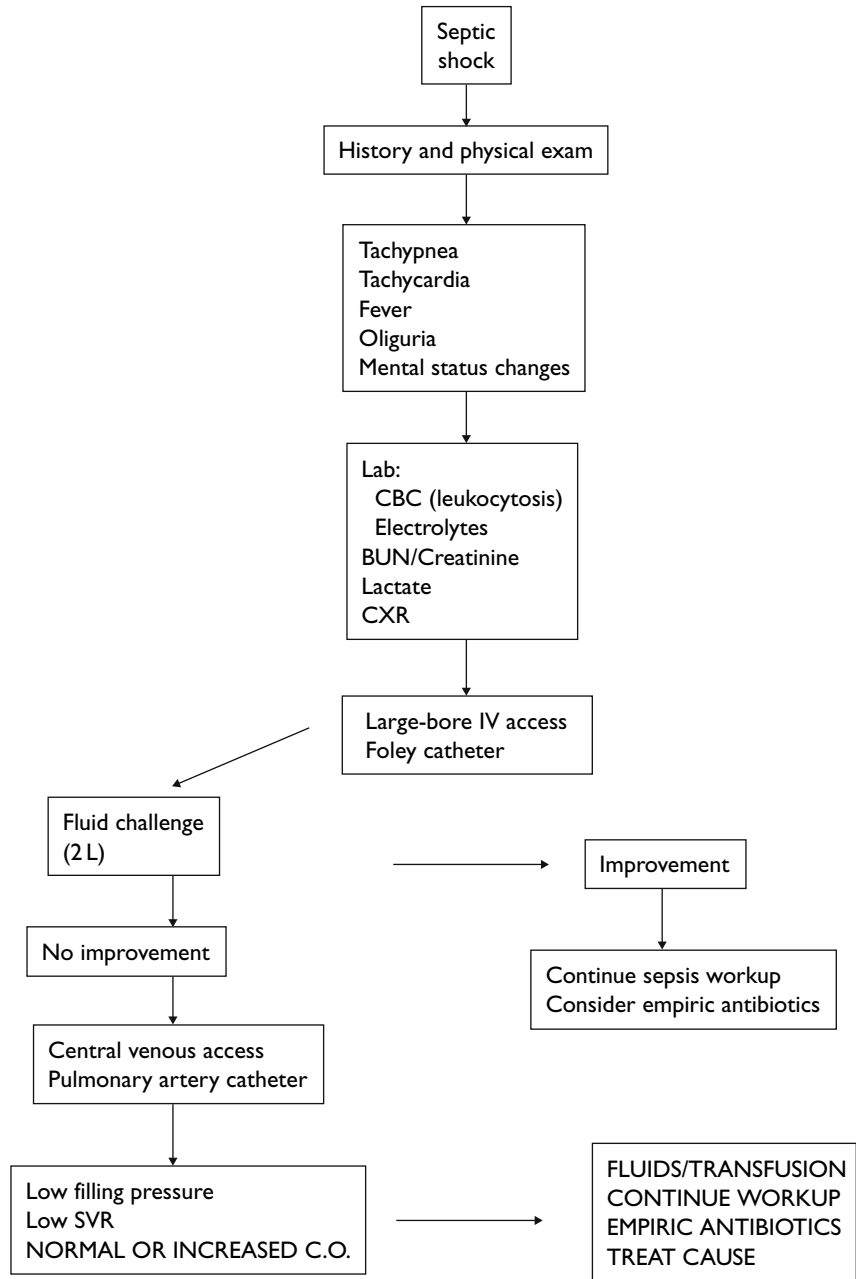 Septic
shock
History and physical exam
Tachypnea
Tachycardia
Fever
Oliguria
Mental status changes
Lab:
CBC (leukocytosis)
Electrolytes
BUN/Creatinine
Lactate
CXR
Large-bore IV access
Foley catheter
Fluid challenge
(2 L)
Improvement
No improvement
Continue sepsis workup
Consider empiric antibiotics
Central venous access
Pulmonary artery catheter
Low filling pressure
Low SVR
NORMAL OR INCREASED C.O.
FLUIDS/TRANSFUSION
CONTINUE WORKUP
EMPIRIC ANTIBIOTICS
TREAT CAUSE